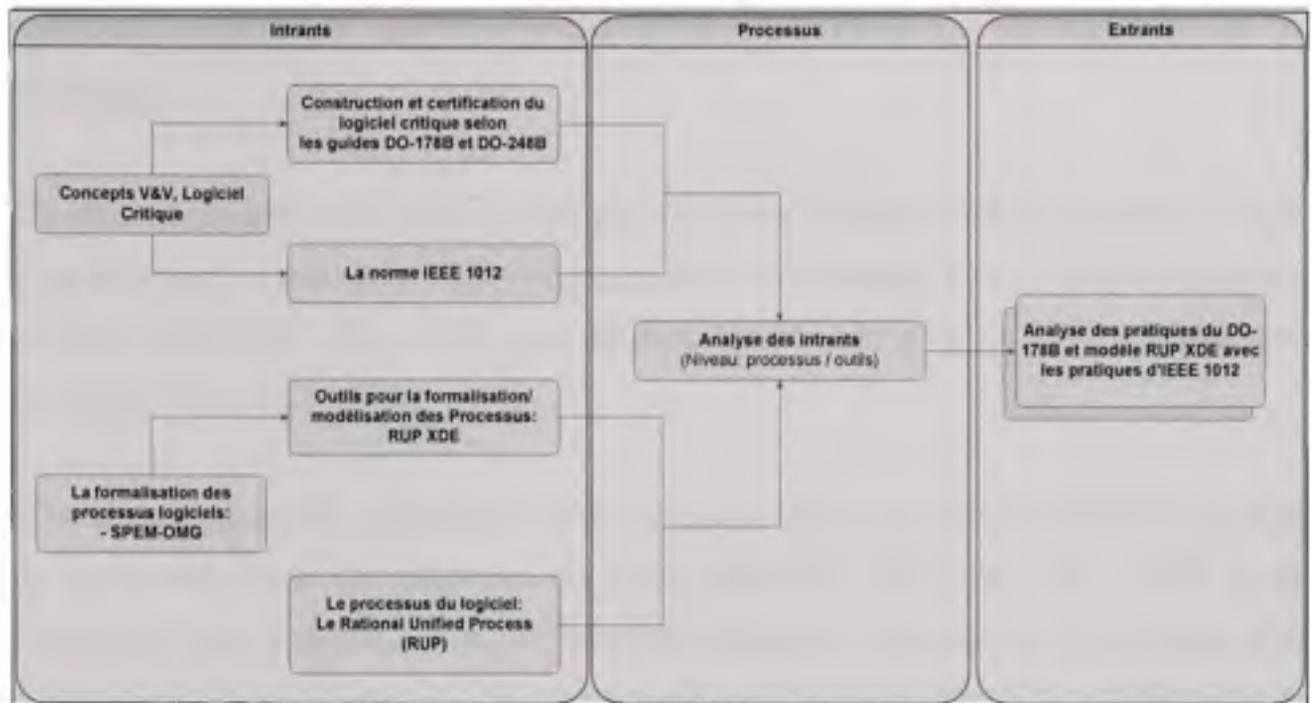 Intrants
Processus
Extrants
Construction et certification du
logiciel critique selon
les guides DO-178B et DO-248B
Concepts V&V, Logiciel
Critique
La norme IEEE 1012
Analyse des intrants
(Niveau: processus / outils)
Analyse des pratiques du DO-
178B et modèle RUP XDE avec
les pratiques d'IEEE 1012
Outils pour la formalisation/
modélisation des Processus:
RUP XDE
La formalisation des
processus logiciels:
- SPEM-OMG
Le processus du logiciel:
Le Rational Unified Process
(RUP)